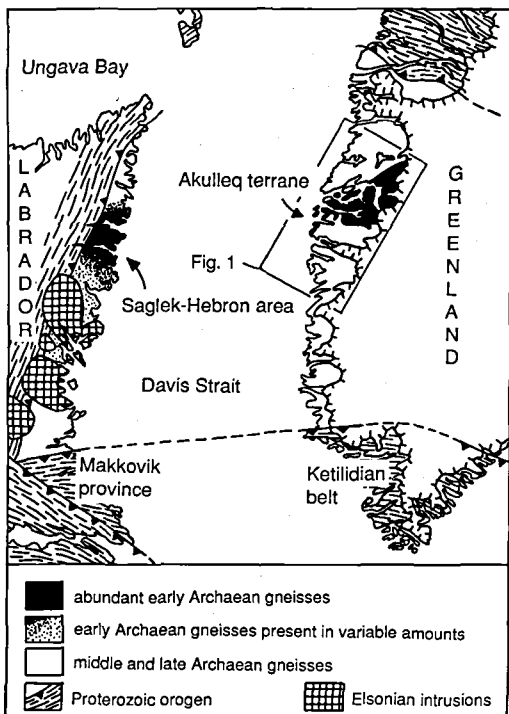 Ungava Bay
LABRADOR
Akulleq terrane
GREENLAND
Fig. 1
Saglek-Hebron area
Davis Strait
Makkovik
province
Ketilidian
belt
abundant early Archaean gneisses
early Archaean gneisses present in variable amounts
middle and late Archaean gneisses
Proterozoic orogen
Elsonian intrusions